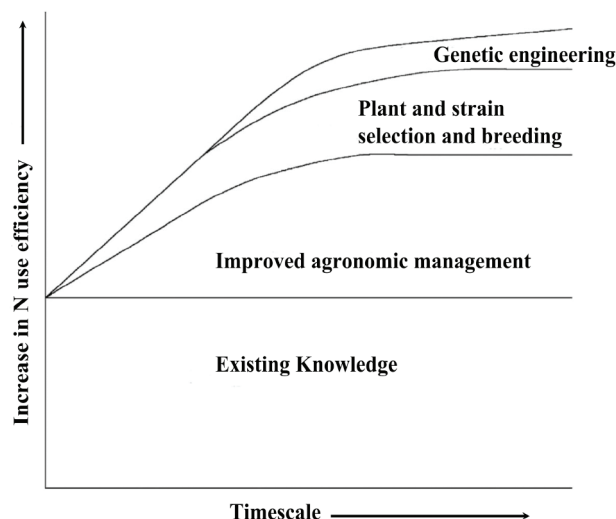 Genetic engineering
Plant and strain
selection and breeding
Improved agronomic management
Existing Knowledge
Increase in N use efficiency
Timescale